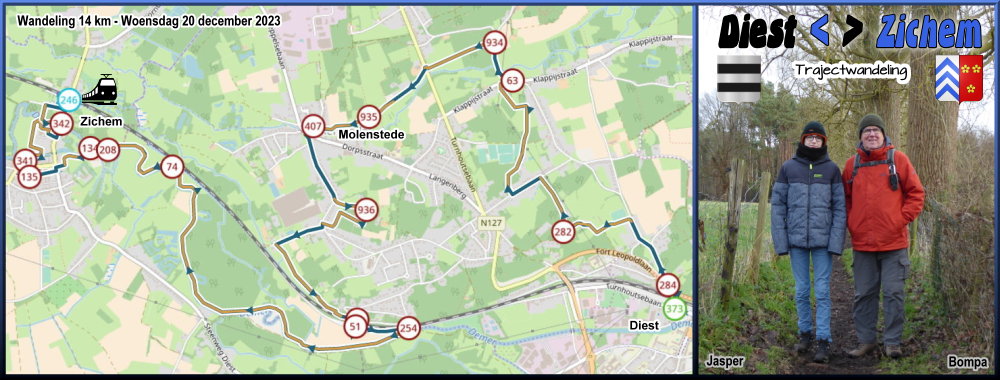 Wandeling 14 km - Woensdag 20 december 2023
Diest < > Zichem
Trajectwandeling
934
Klappijstraat
63
Klappijstraat
Klappijstraat
246
342
Zichem
935
407
Molenstede
Dorpsstraat
Turnhoutsebaan
134
208
341
135
74
Langenberg
936
N127
282
Fort Leopoldlaan
284
Turnhoutsebaan
373
51
254
Diest
Demer
Steenweg Diest
Jasper
Bompa